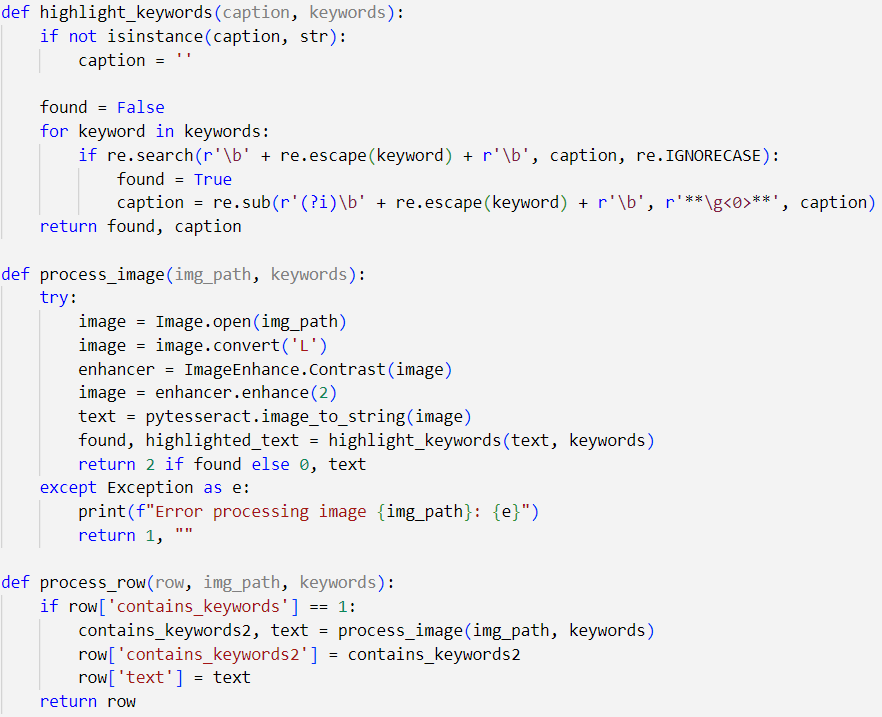 def highlight_keywords(caption, keywords):
    if not isinstance(caption, str):
        caption = ''

    found = False
    for keyword in keywords:
        if re.search(r'\b' + re.escape(keyword) + r'\b', caption, re.IGNORECASE):
            found = True
            caption = re.sub(r'(?i)\b' + re.escape(keyword) + r'\b', r'**\g<0>**', caption)
    return found, caption

def process_image(img_path, keywords):
    try:
        image = Image.open(img_path)
        image = image.convert('L')
        enhancer = ImageEnhance.Contrast(image)
        image = enhancer.enhance(2)
        text = pytesseract.image_to_string(image)
        found, highlighted_text = highlight_keywords(text, keywords)
        return 2 if found else 0, text
    except Exception as e:
        print(f"Error processing image {img_path}: {e}")
        return 1, ""

def process_row(row, img_path, keywords):
    if row['contains_keywords'] == 1:
        contains_keywords2, text = process_image(img_path, keywords)
        row['contains_keywords2'] = contains_keywords2
        row['text'] = text
    return row